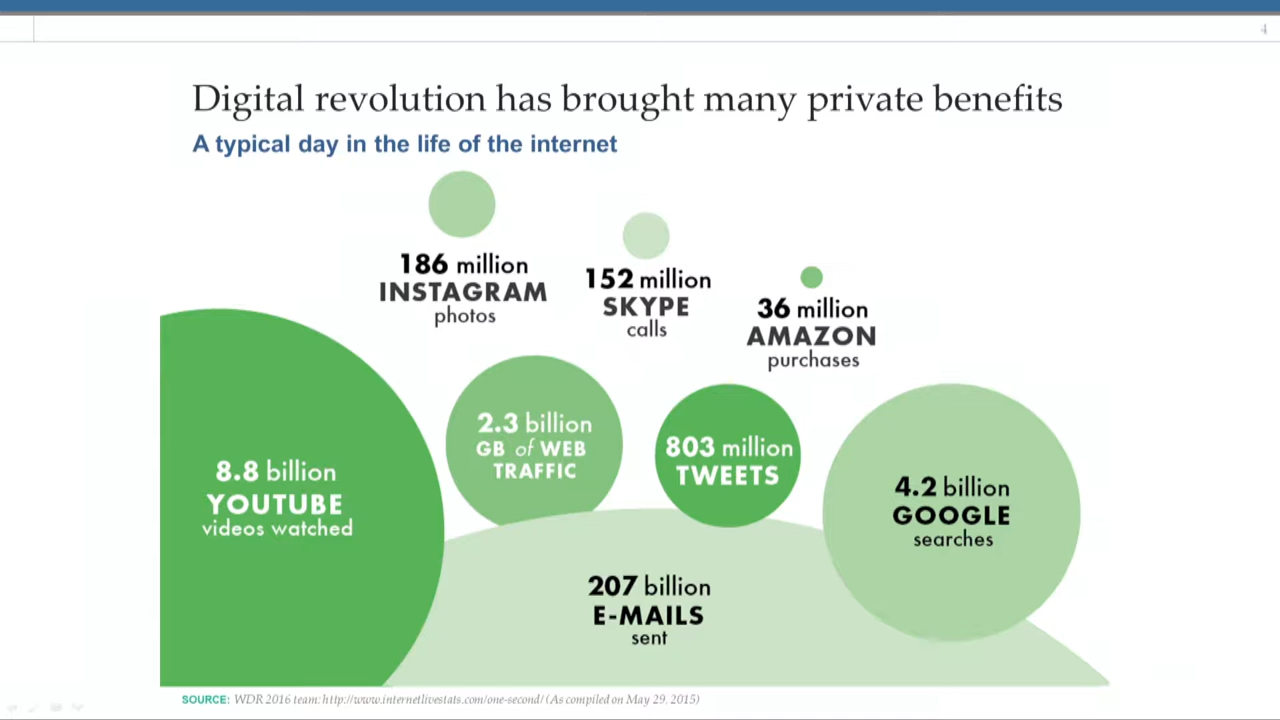 4
Digital revolution has brought many private benefits
A typical day in the life of the internet
186 million
INSTAGRAM
photos
152 million
SKYPE
calls
36 million
AMAZON
purchases
8.8 billion
YOUTUBE
videos watched
2.3 billion
GB of WEB
TRAFFIC
803 million
TWEETS
4.2 billion
GOOGLE
searches
207 billion
E-MAILS
sent
SOURCE: WDR 2016 team: http://www.internetlivestats.com/one-second/ (As compiled on May 29, 2015)